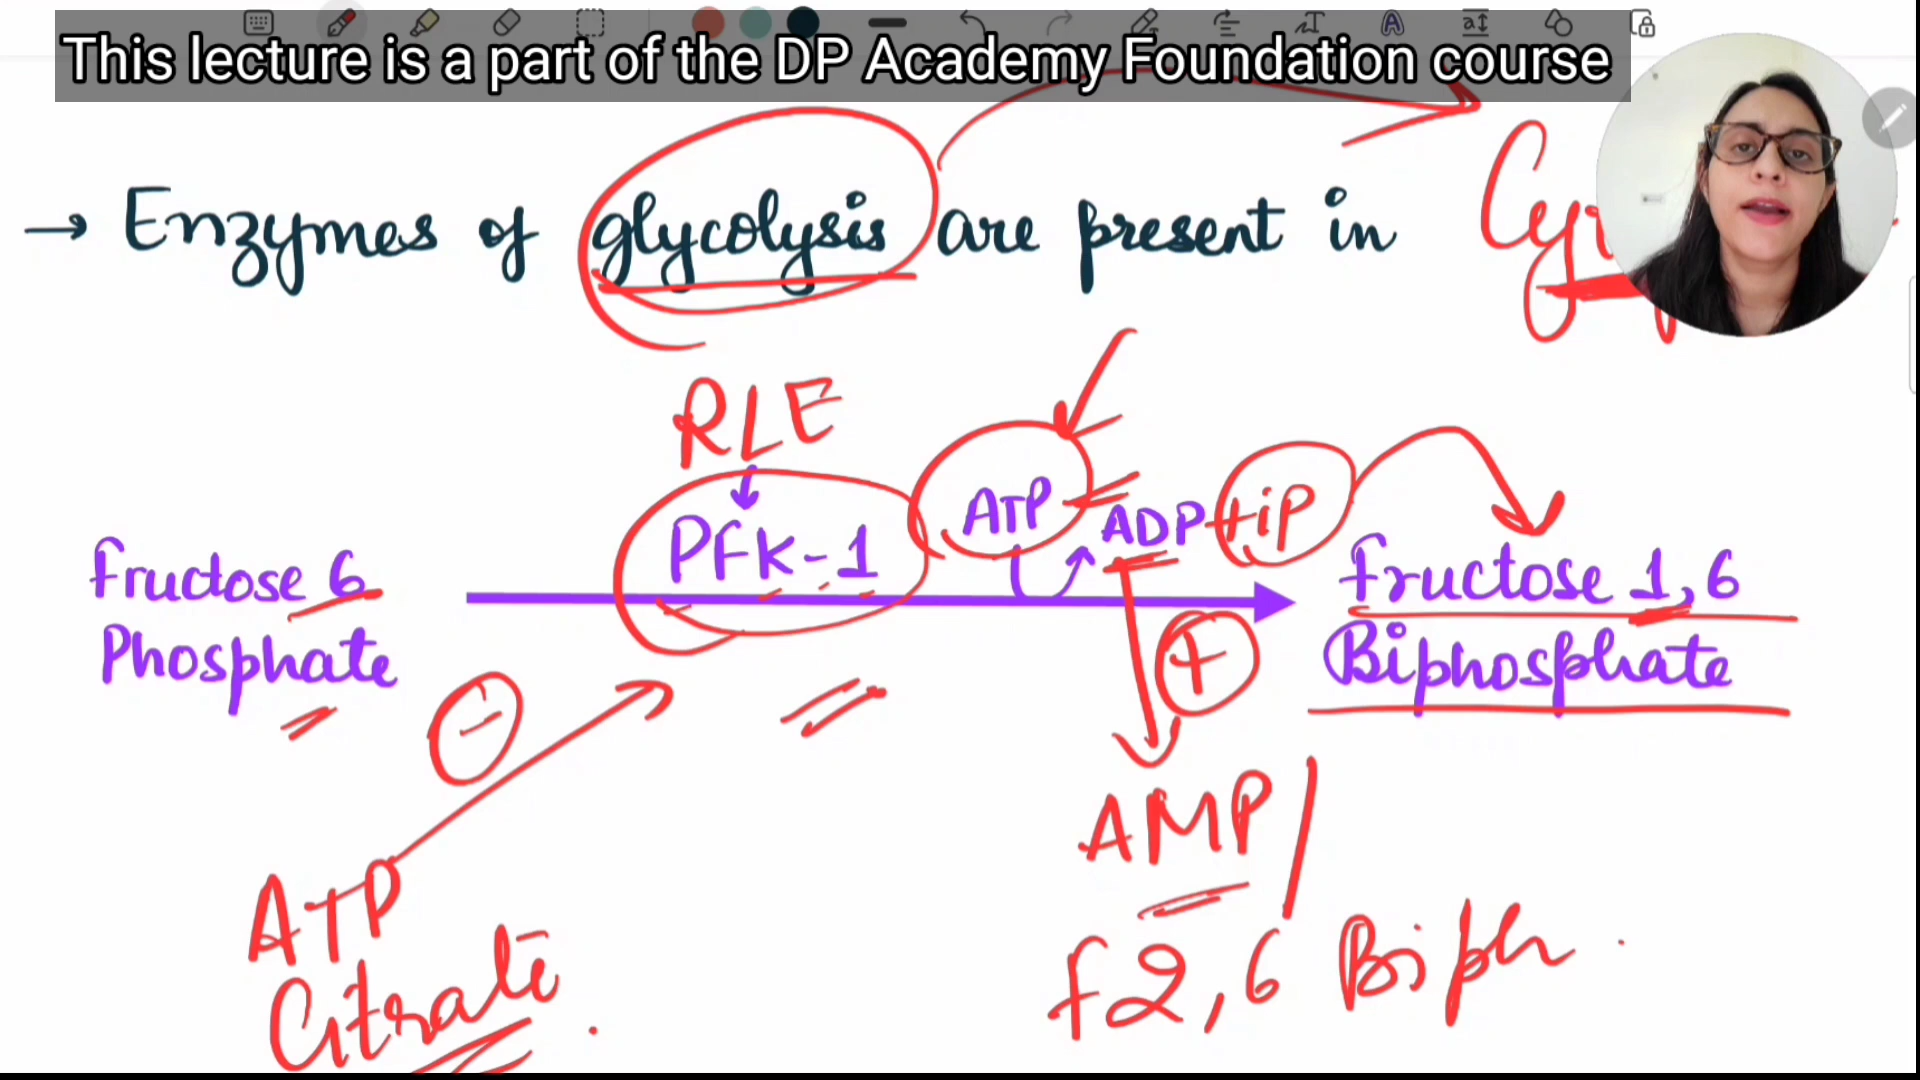 This lecture is a part of the DP Academy Foundation course
→ Enzymes of glycolysis are present in
RLE
PFK-1 ATP ADP+iP
Fructose 6 Phosphate
Fructose 1,6 Biphosphate
-
+
ATP
Citrate
AMP/
F2,6 Biph.